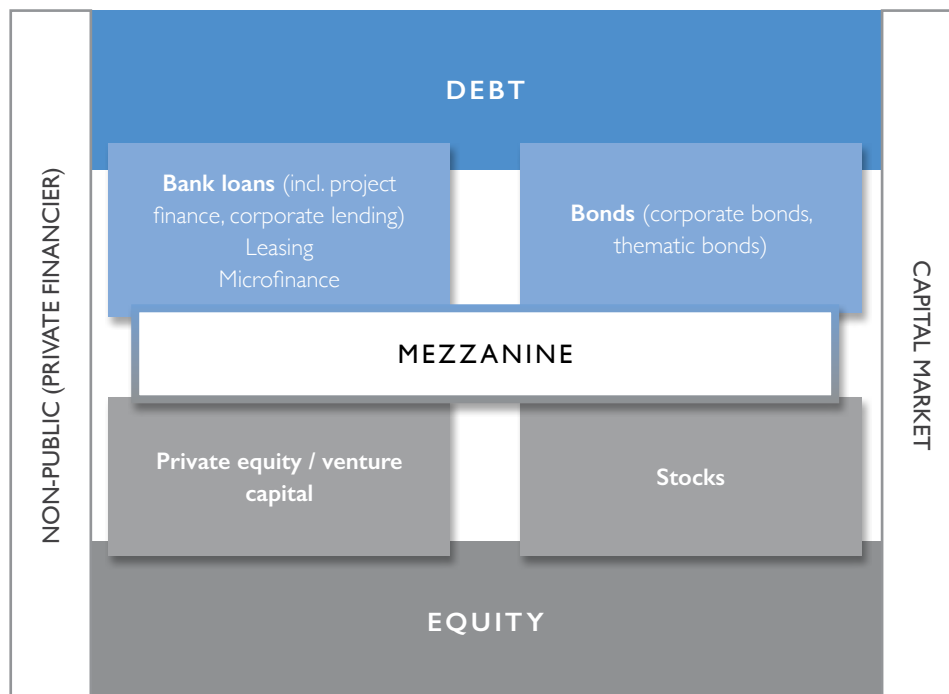 DEBT
NON-PUBLIC (PRIVATE FINANCIER)
Bank loans (incl. project
finance, corporate lending)
Leasing
Microfinance
Bonds (corporate bonds,
thematic bonds)
CAPITAL MARKET
MEZZANINE
Private equity / venture
capital
Stocks
EQUITY